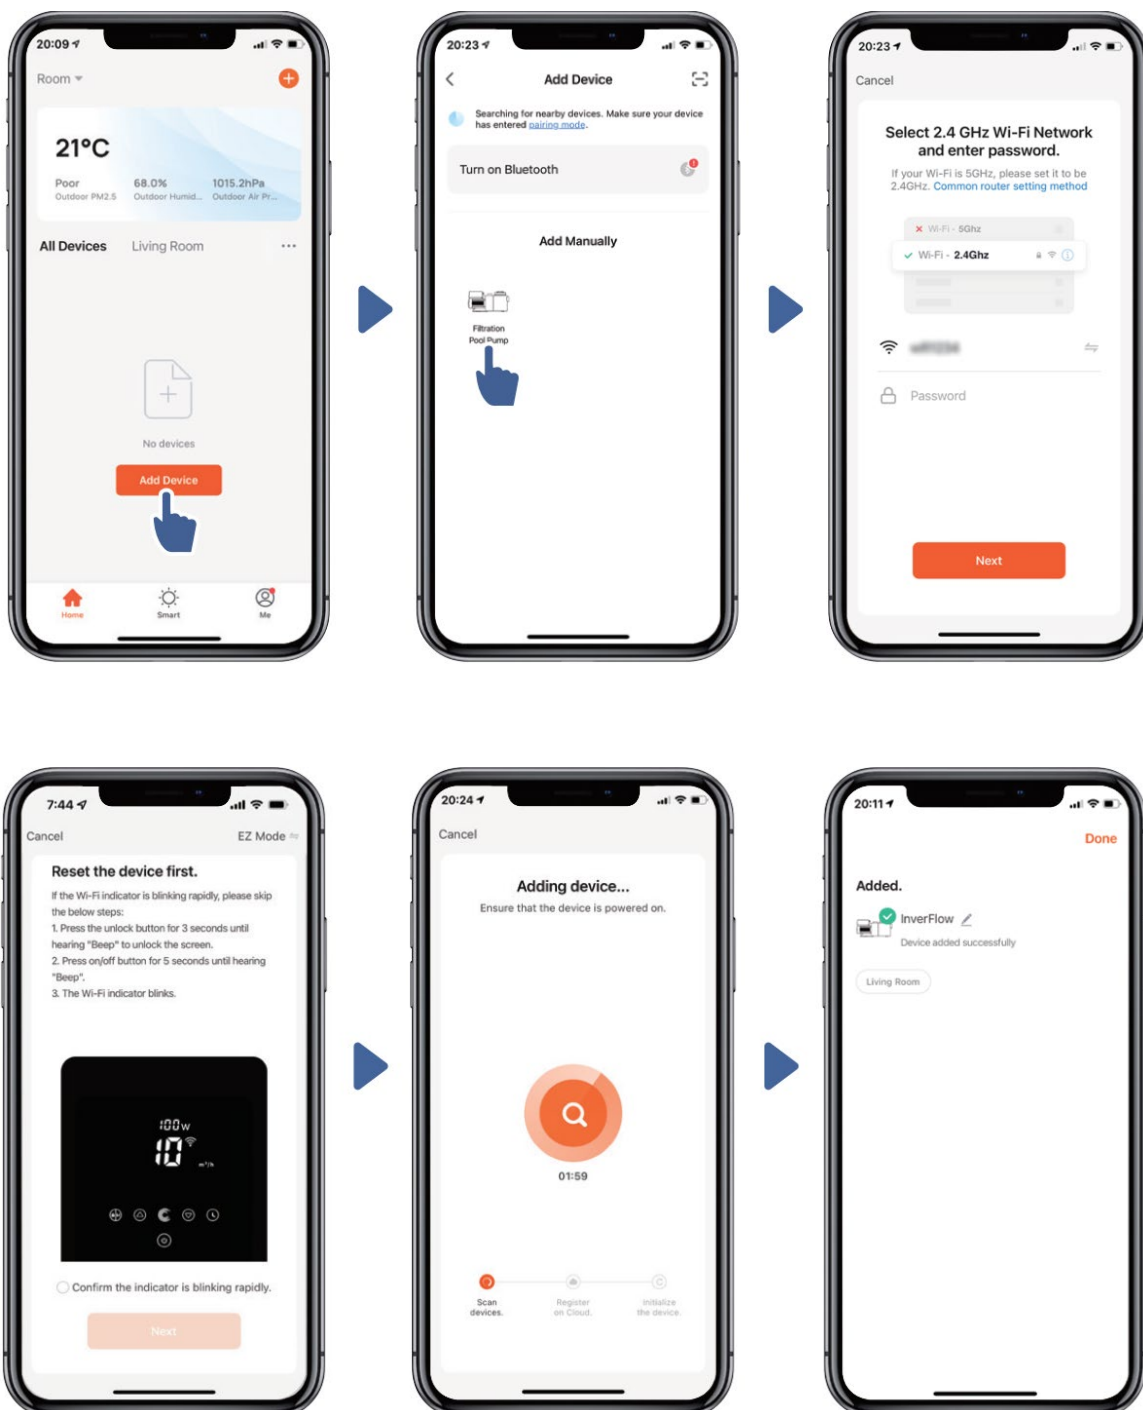 20:09
Room
21°C
Poor
68.0%
1015.2hPa
Outdoor PM2.5
Outdoor Humid...
Outdoor Air Pr...
All Devices
Living Room
No devices
Add Device
Home
Smart
Me
20:23
Add Device
Searching for nearby devices. Make sure your device
has entered pairing mode.
Turn on Bluetooth
Add Manually
Filtration
Pool Pump
20:23
Cancel
Select 2.4 GHz Wi-Fi Network
and enter password.
If your Wi-Fi is 5GHz, please set it to be
2.4GHz. Common router setting method
Wi-Fi - 5Ghz
Wi-Fi - 2.4Ghz
Password
Next
7:44
Cancel
EZ Mode
Reset the device first.
If the Wi-Fi indicator is blinking rapidly, please skip
the below steps:
1. Press the unlock button for 3 seconds until
hearing "Beep" to unlock the screen.
2. Press on/off button for 5 seconds until hearing
"Beep".
3. The Wi-Fi indicator blinks.
100w
10
m³/h
Confirm the indicator is blinking rapidly.
Next
20:24
Cancel
Adding device...
Ensure that the device is powered on.
01:59
Scan
devices.
Register
on Cloud.
Initialize
the device.
20:11
Done
Added.
InverFlow
Device added successfully
Living Room